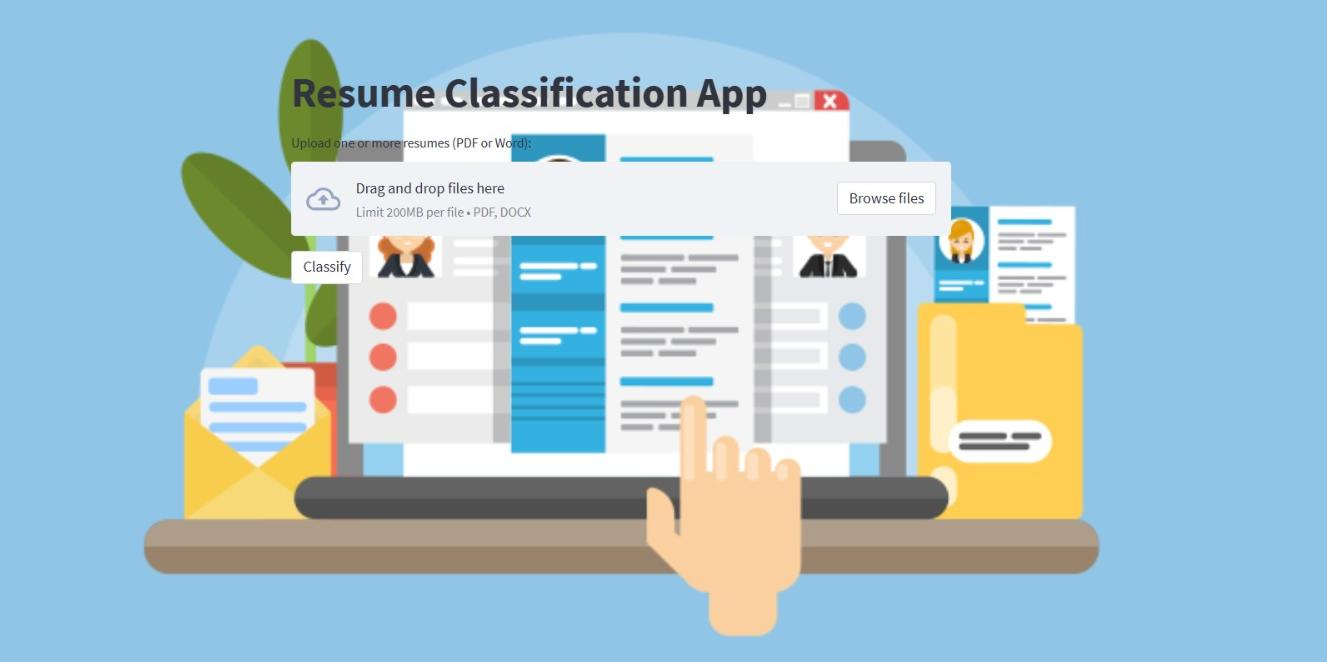 Resume Classification App
Upload one or more resumes (PDF or Word):
Drag and drop files here
Limit 200MB per file • PDF, DOCX
Browse files
Classify